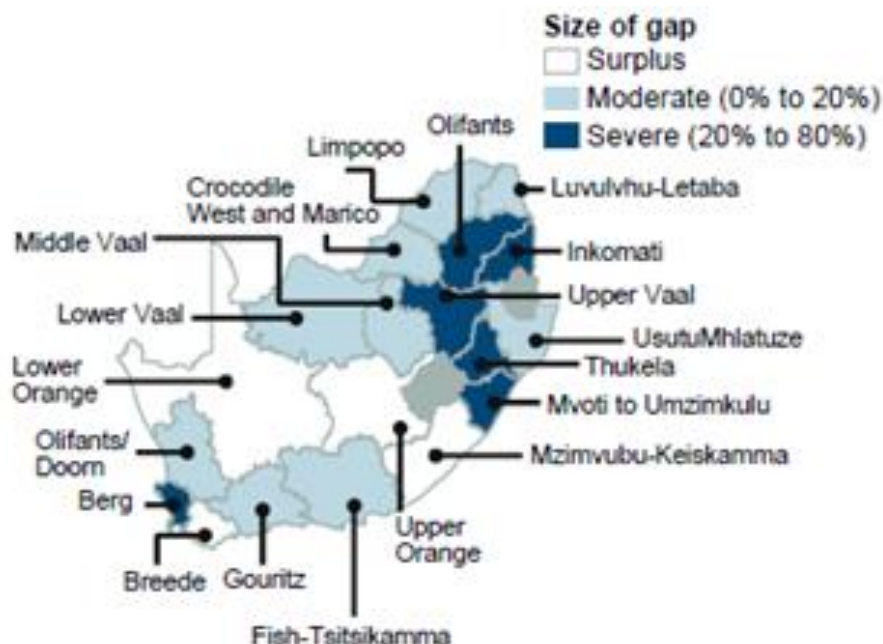 Size of gap
Surplus
Moderate (0% to 20%)
Severe (20% to 80%)
Olifants
Limpopo
Crocodile
West and Marico
Luvulvhu-Letaba
Middle Vaal
Inkomati
Lower Vaal
Upper Vaal
UsutuMhlatuze
Thukela
Lower
Orange
Mvoti to Umzimkulu
Olifants/
Doorn
Mzimvubu-Keiskamma
Berg
Upper
Orange
Breede
Gouritz
Fish-Tsitsikamma